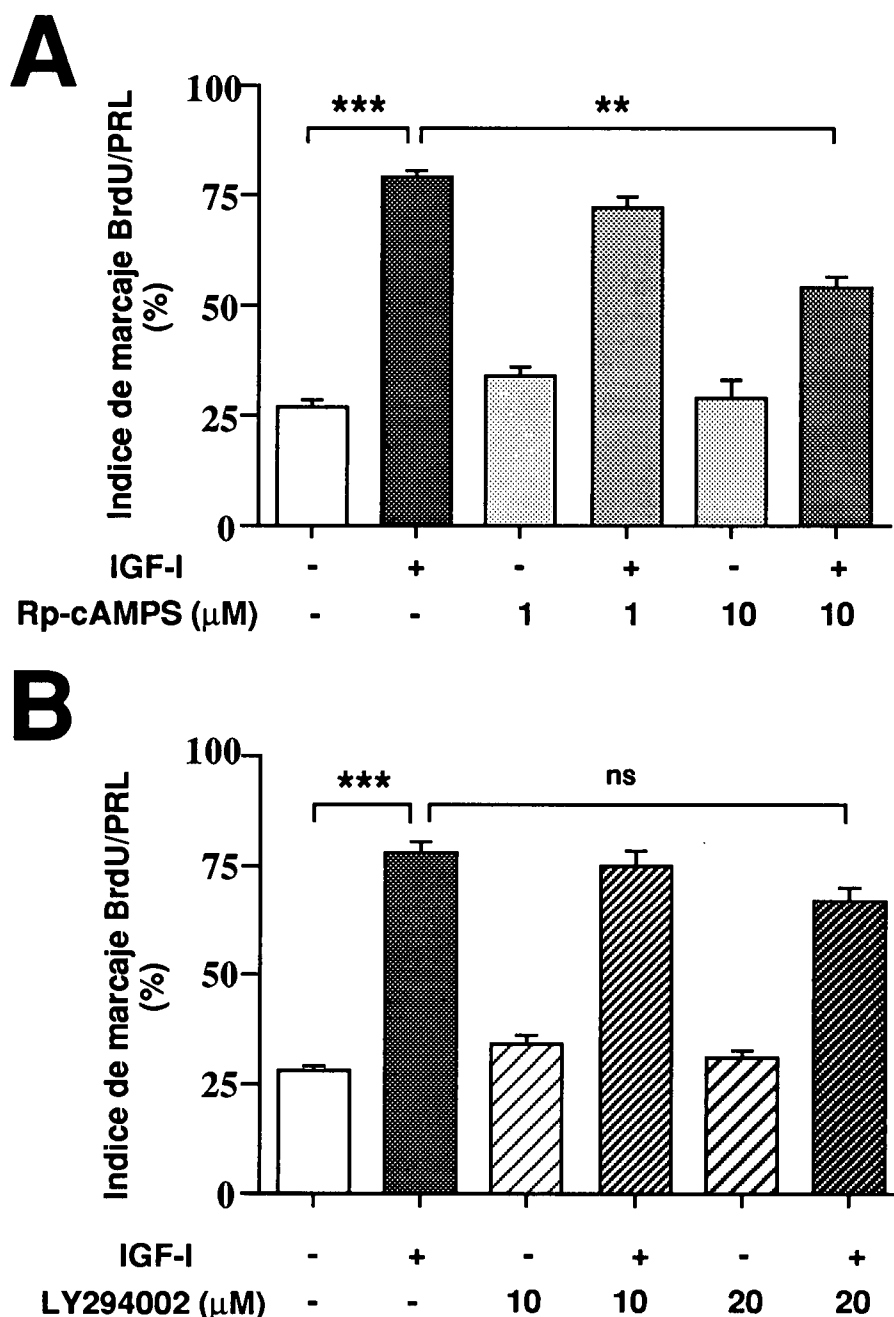 A
Indice de marcaje BrdU/PRL
(%)
100
75
50
25
0
*** **
IGF-I - + - + - +
Rp-cAMPS (µM) - - 1 1 10 10
B
Indice de marcaje BrdU/PRL
(%)
100
75
50
25
0
*** ns
IGF-I - + - + - +
LY294002 (µM) - - 10 10 20 20